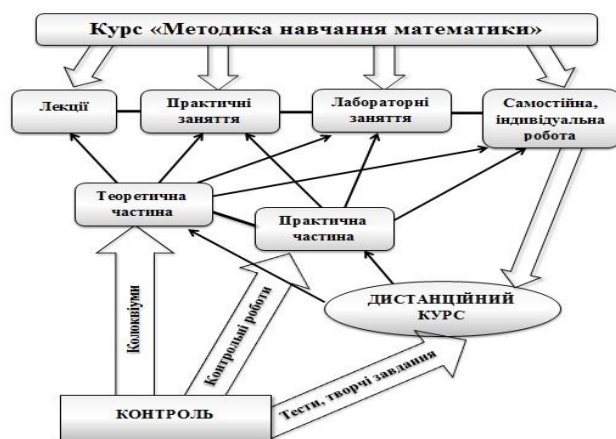 Курс «Методика навчання математики»
Лекції
Практичні
заняття
Лабораторні
заняття
Самостійна,
індивідуальна
робота
Теоретична
частина
Практична
частина
ДИСТАНЦІЙНИЙ
КУРС
Колоквіуми
Контрольні роботи
Тести, творчі завдання
КОНТРОЛЬ